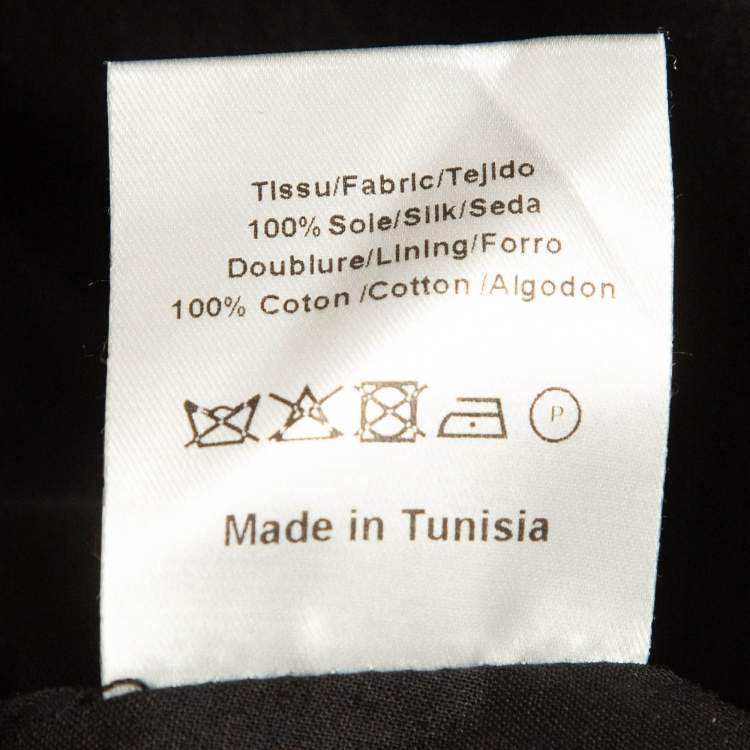 Tissu/Fabric/Tejido
100% Soie/Silk/Seda
Doublure/Lining/Forro
100% Coton /Cotton /Algodon
P
Made in Tunisia